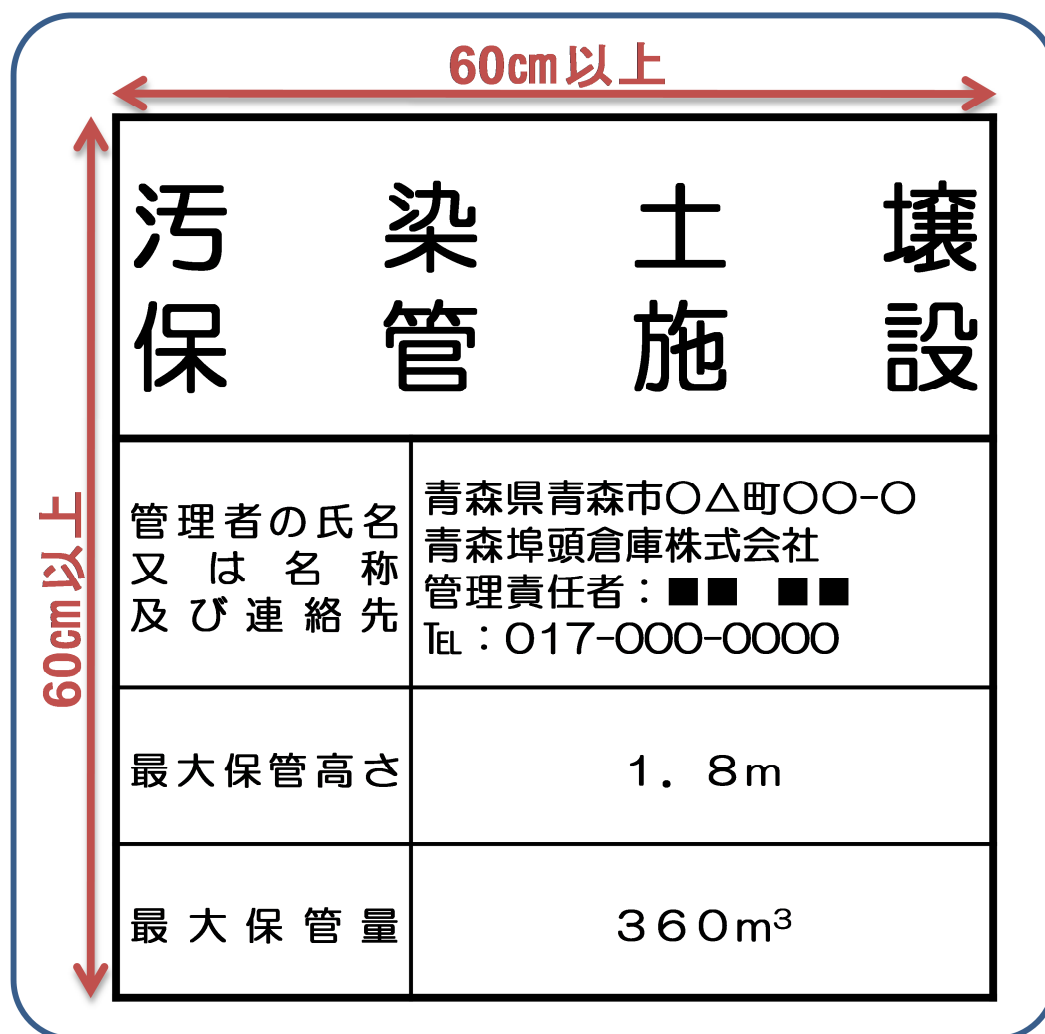 60cm以上
60cm以上
汚染土壌
保管施設
管理者の氏名
又は名称
及び連絡先
青森県青森市〇△町〇〇-〇
青森埠頭倉庫株式会社
管理責任者：■■　■■
℡：017-000-0000
最大保管高さ
1．8m
最大保管量
360m³